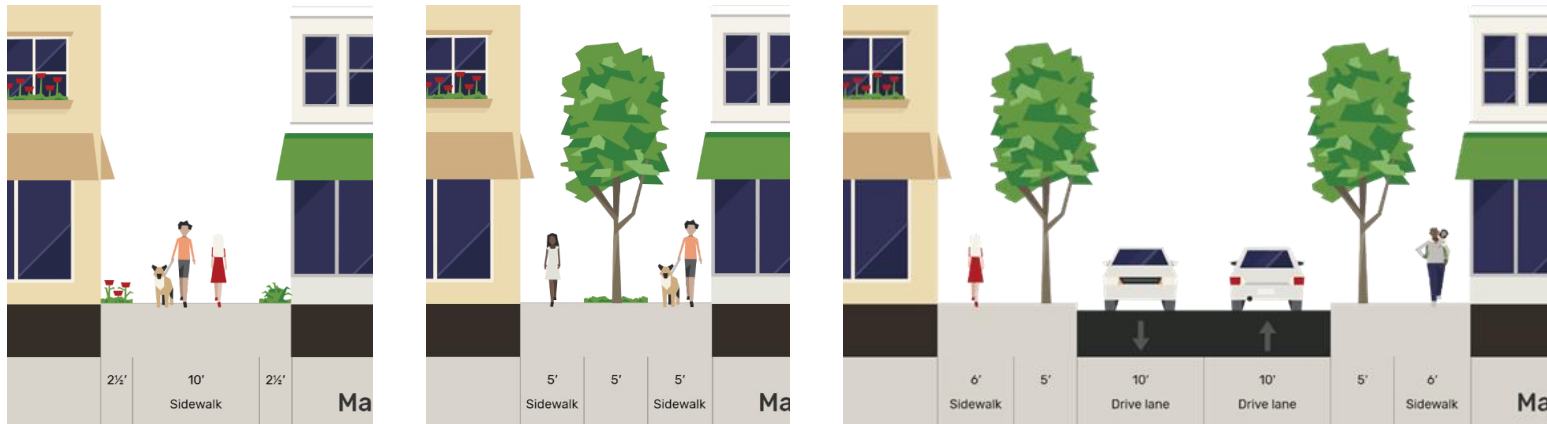 2½’ 10’ 2½’
Sidewalk
Ma
5’ 5’ 5’
Sidewalk Sidewalk
Ma
6’ 5’ 10’ 10’ 5’ 6’
Sidewalk Drive lane Drive lane Sidewalk
Ma